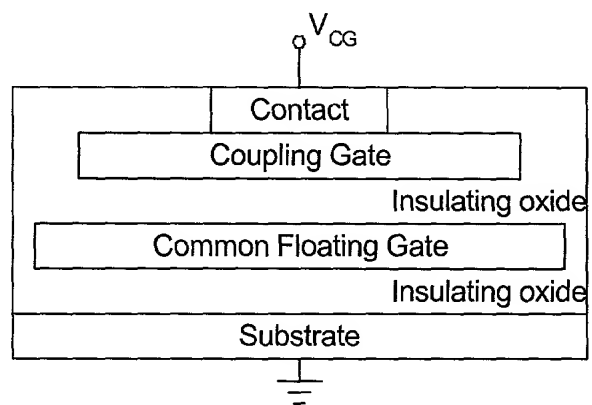 V_CG
Contact
Coupling Gate
Insulating oxide
Common Floating Gate
Insulating oxide
Substrate